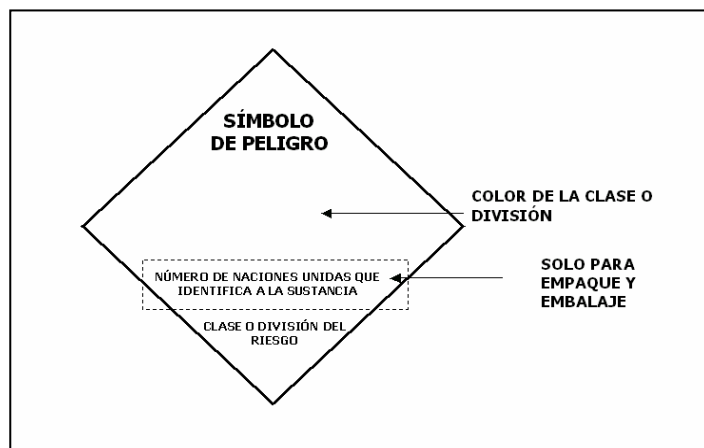 SÍMBOLO
DE PELIGRO
COLOR DE LA CLASE O
DIVISIÓN
NÚMERO DE NACIONES UNIDAS QUE
IDENTIFICA A LA SUSTANCIA
SOLO PARA
EMPAQUE Y
EMBALAJE
CLASE O DIVISIÓN DEL
RIESGO